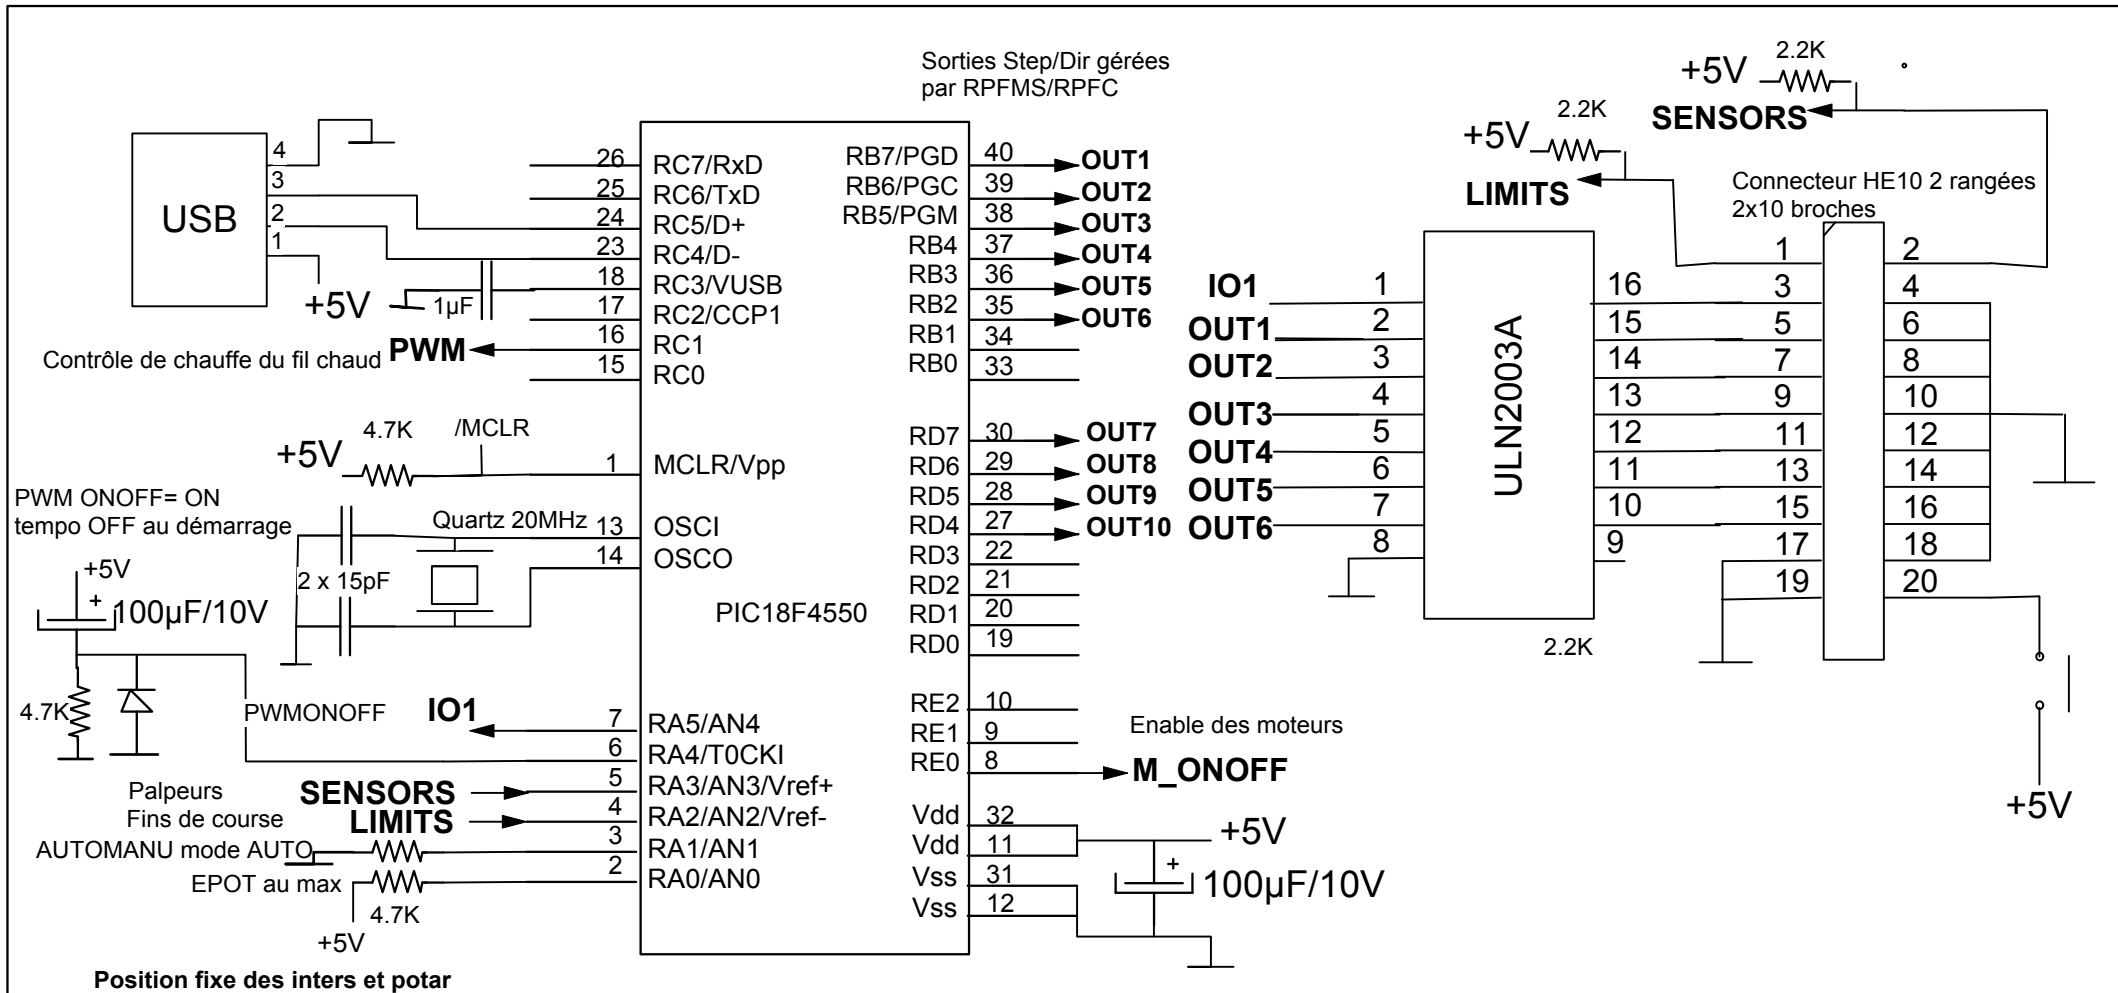 Sorties Step/Dir gérées
par RPFMS/RPFC
USB
4
3
2
1
+5V
1µF
Contrôle de chauffe du fil chaud PWM
26 RC7/RxD
25 RC6/TxD
24 RC5/D+
23 RC4/D-
18 RC3/VUSB
17 RC2/CCP1
16 RC1
15 RC0
+5V 4.7K /MCLR
1 MCLR/Vpp
Quartz 20MHz
13 OSCI
14 OSCO
2 x 15pF
PWM ONOFF= ON
tempo OFF au démarrage
+5V
+
100µF/10V
4.7K
PWMONOFF
IO1
7 RA5/AN4
6 RA4/T0CKI
5 RA3/AN3/Vref+
4 RA2/AN2/Vref-
3 RA1/AN1
2 RA0/AN0
Palpeurs SENSORS
Fins de course LIMITS
AUTOMANU mode AUTO
EPOT au max
4.7K
+5V
Position fixe des inters et potar
PIC18F4550
RB7/PGD 40 OUT1
RB6/PGC 39 OUT2
RB5/PGM 38 OUT3
RB4 37 OUT4
RB3 36 OUT5
RB2 35 OUT6
RB1 34
RB0 33
RD7 30 OUT7
RD6 29 OUT8
RD5 28 OUT9
RD4 27 OUT10
RD3 22
RD2 21
RD1 20
RD0 19
RE2 10
RE1 9
RE0 8 M_ONOFF
Enable des moteurs
Vdd 32
Vdd 11
Vss 31
Vss 12
+5V
+
100µF/10V
IO1 1
OUT1 2
OUT2 3
OUT3 4
OUT4 5
OUT5 6
OUT6 7
8
ULN2003A
16
15
14
13
12
11
10
9
2.2K
+5V 2.2K
LIMITS
+5V 2.2K
SENSORS
Connecteur HE10 2 rangées
2x10 broches
1 2
3 4
5 6
7 8
9 10
11 12
13 14
15 16
17 18
19 20
+5V